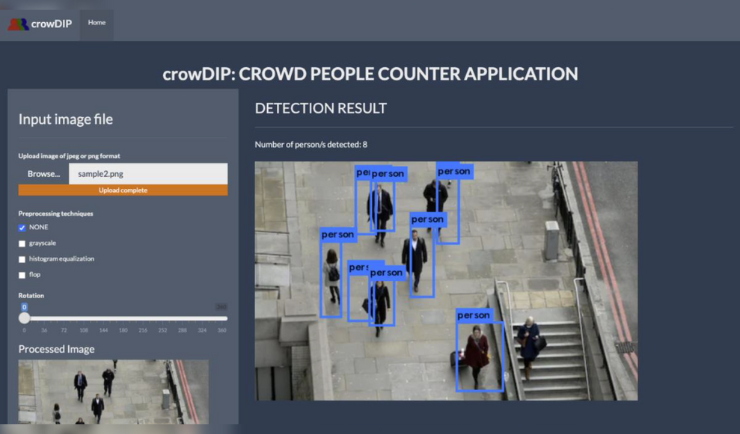 crowDIP
Home
crowDIP: CROWD PEOPLE COUNTER APPLICATION
Input image file
Upload image of jpeg or png format
Browse...
sample2.png
Upload complete
Preprocessing techniques
NONE
grayscale
histogram equalization
flop
Rotation
0
0 36 72 108 144 180 216 252 288 324 360
Processed Image
DETECTION RESULT
Number of person/s detected: 8
person
person
person
person
person
person